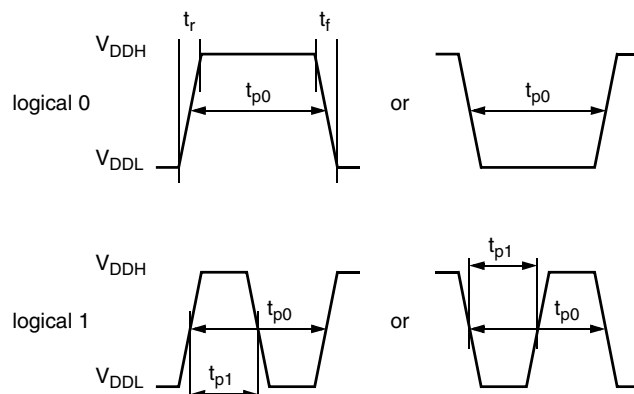 t_r t_f
V_DDH
logical 0 t_p0 or t_p0
V_DDL
t_p1
V_DDH
logical 1 t_p0 or t_p0
V_DDL
t_p1